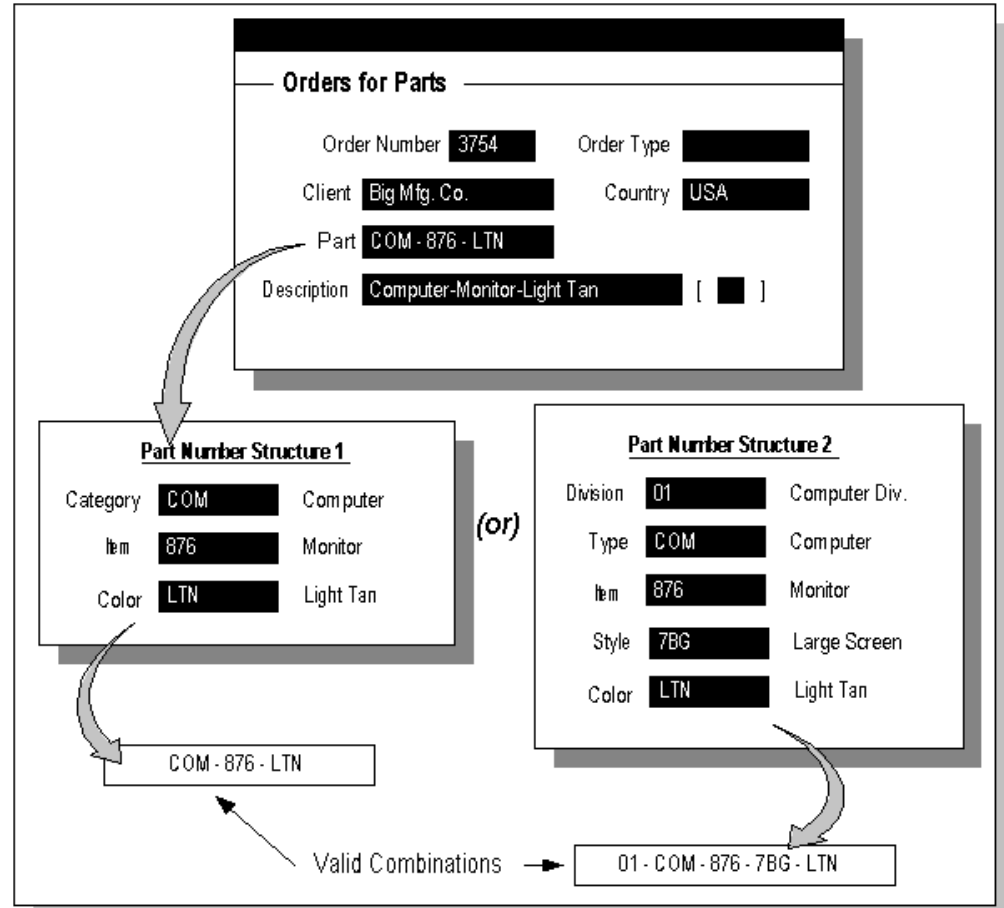 Orders for Parts
Order Number 3754 Order Type
Client Big Mfg. Co. Country USA
Part COM - 876 - LTN
Description Computer-Monitor-Light Tan [ ]
Part Number Structure 1
Category COM Computer
Item 876 Monitor
Color LTN Light Tan
(or)
Part Number Structure 2
Division 01 Computer Div.
Type COM Computer
Item 876 Monitor
Style 7BG Large Screen
Color LTN Light Tan
COM - 876 - LTN
Valid Combinations
01 - COM - 876 - 7BG - LTN